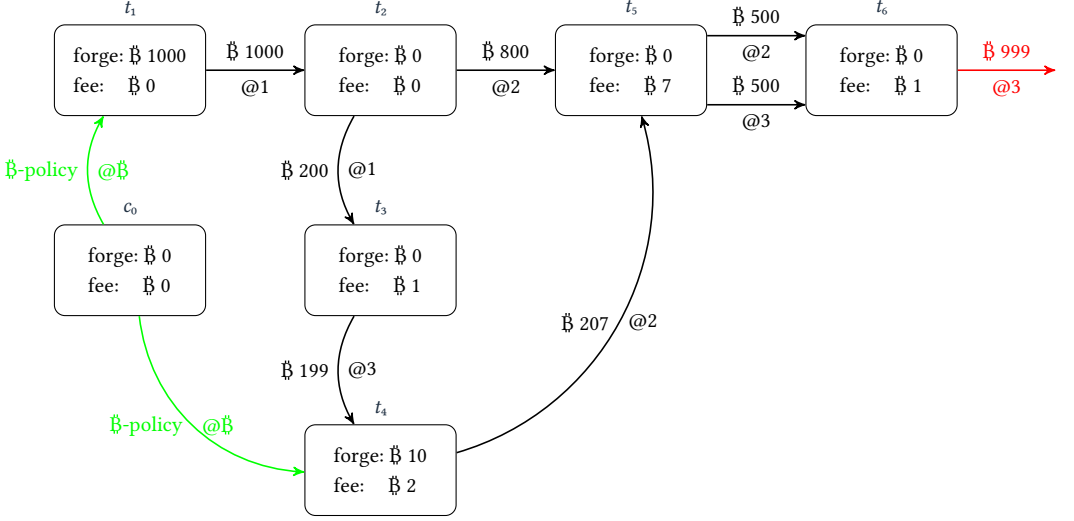 t₁
forge: ₿ 1000
fee: ₿ 0
₿ 1000
@1
t₂
forge: ₿ 0
fee: ₿ 0
₿ 800
@2
t₅
forge: ₿ 0
fee: ₿ 7
₿ 500
@2
₿ 500
@3
t₆
forge: ₿ 0
fee: ₿ 1
₿ 999
@3
₿-policy @₿
₿ 200 @1
c₀
forge: ₿ 0
fee: ₿ 0
t₃
forge: ₿ 0
fee: ₿ 1
₿ 207 @2
₿ 199 @3
₿-policy @₿
t₄
forge: ₿ 10
fee: ₿ 2